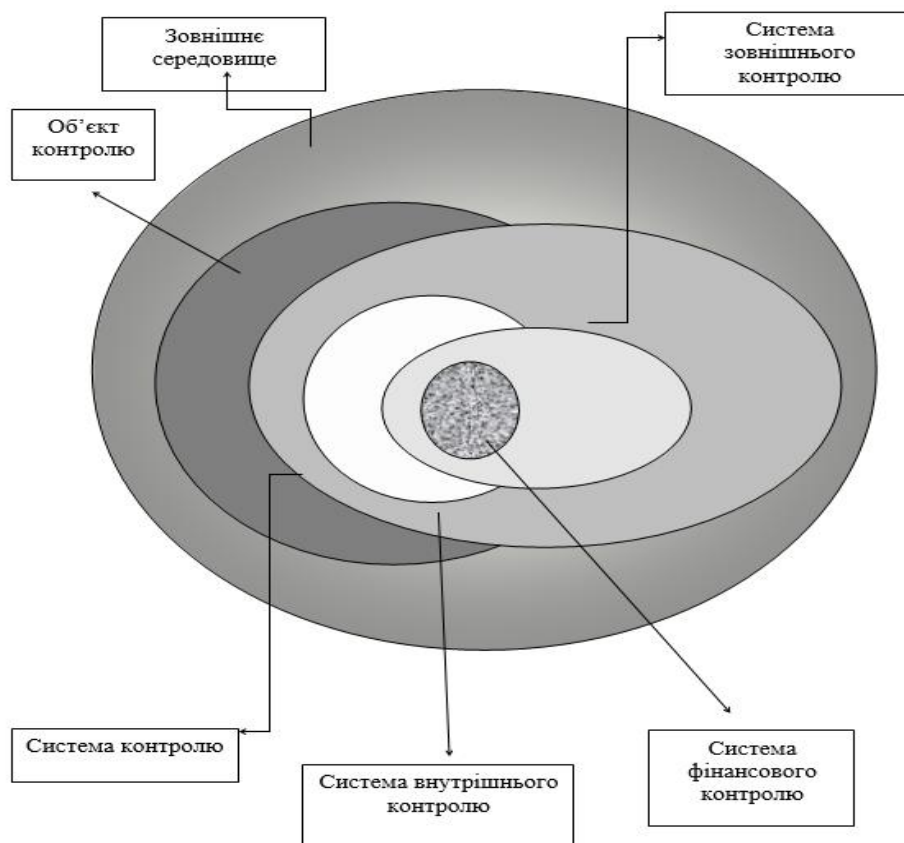 Зовнішнє
середовище
Система
зовнішнього
контролю
Об’єкт
контролю
Система контролю
Система внутрішнього
контролю
Система
фінансового
контролю